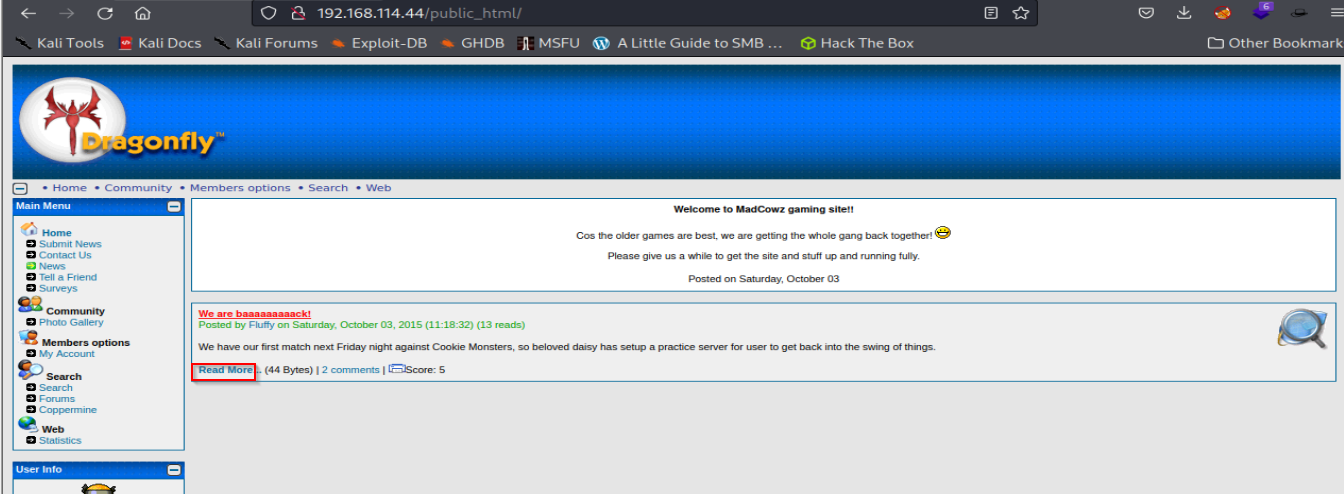 192.168.114.44/public_html/
6
Kali Tools Kali Docs Kali Forums Exploit-DB GHDB MSFU A Little Guide to SMB ... Hack The Box Other Bookmark
Dragonfly™
• Home • Community • Members options • Search • Web
Main Menu
Home
Submit News
Contact Us
News
Tell a Friend
Surveys
Community
Photo Gallery
Members options
My Account
Search
Search
Forums
Coppermine
Web
Statistics
User Info
Welcome to MadCowz gaming site!!
Cos the older games are best, we are getting the whole gang back together!
Please give us a while to get the site and stuff up and running fully.
Posted on Saturday, October 03
We are baaaaaaaaack!
Posted by Fluffy on Saturday, October 03, 2015 (11:18:32) (13 reads)
We have our first match next Friday night against Cookie Monsters, so beloved daisy has setup a practice server for user to get back into the swing of things.
Read More... (44 Bytes) | 2 comments | Score: 5